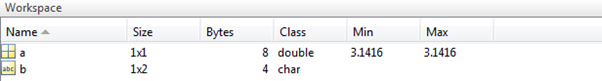 Workspace
Name Size Bytes Class Min Max
a 1x1 8 double 3.1416 3.1416
abc b 1x2 4 char